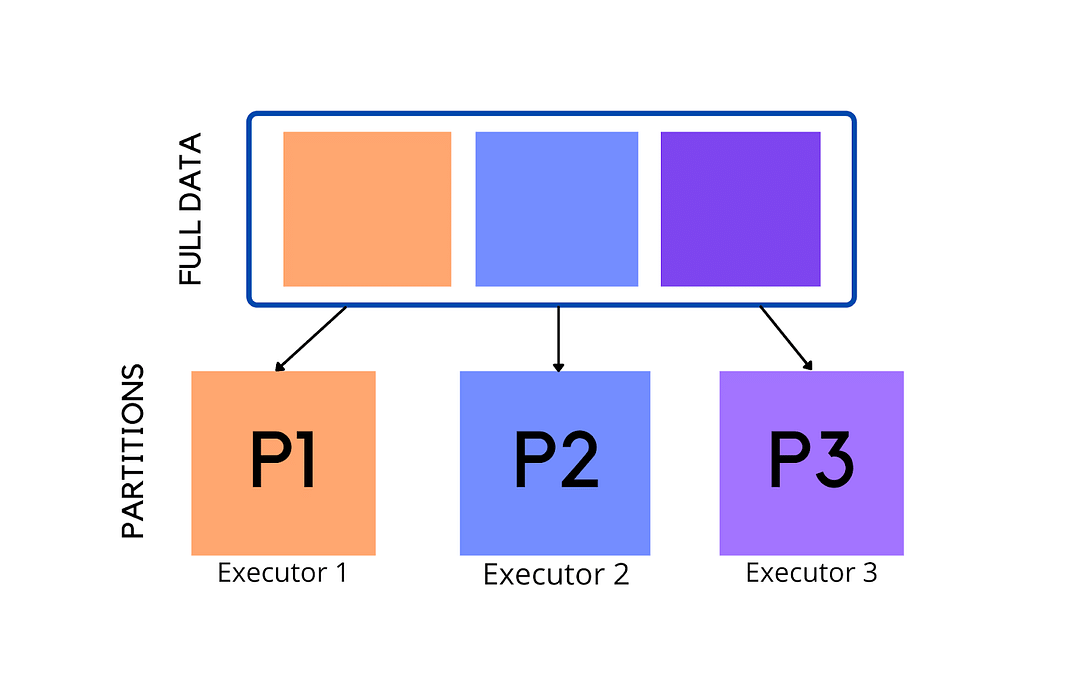 FULL DATA
PARTITIONS
P1
P2
P3
Executor 1
Executor 2
Executor 3